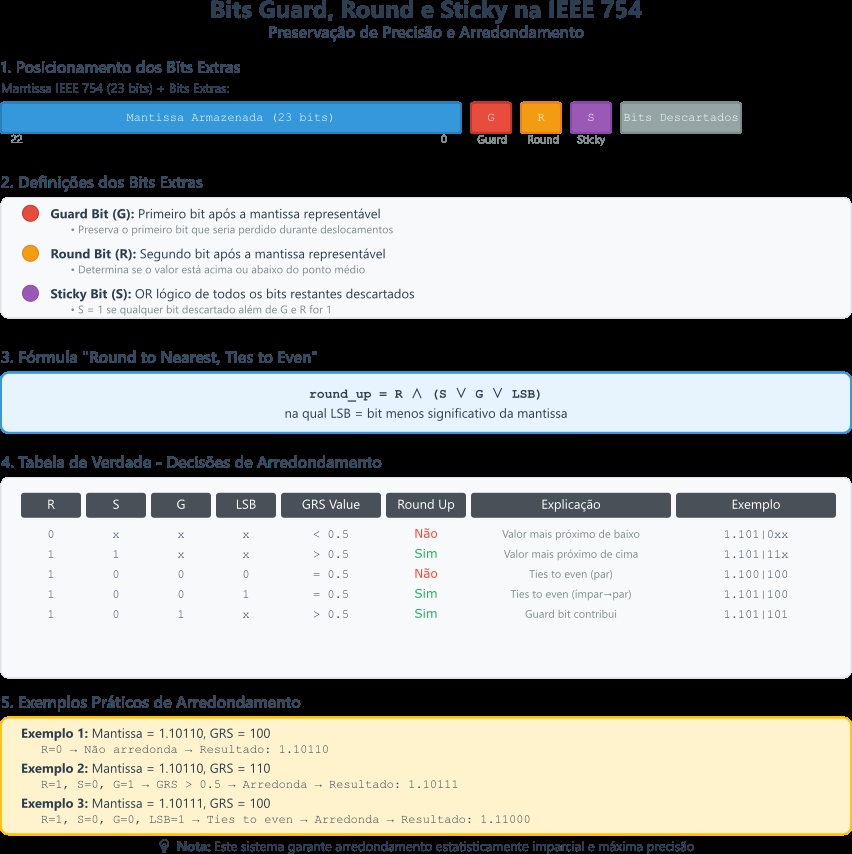 Bits Guard, Round e Sticky na IEEE 754
Preservação de Precisão e Arredondamento
1. Posicionamento dos Bits Extras
Mantissa IEEE 754 (23 bits) + Bits Extras:
Mantissa Armazenada (23 bits) G R S Bits Descartados
22 0 Guard Round Sticky
2. Definições dos Bits Extras
Guard Bit (G): Primeiro bit após a mantissa representável
• Preserva o primeiro bit que seria perdido durante deslocamentos
Round Bit (R): Segundo bit após a mantissa representável
• Determina se o valor está acima ou abaixo do ponto médio
Sticky Bit (S): OR lógico de todos os bits restantes descartados
• S = 1 se qualquer bit descartado além de G e R for 1
3. Fórmula "Round to Nearest, Ties to Even"
round_up = R ∧ (S ∨ G ∨ LSB)
na qual LSB = bit menos significativo da mantissa
4. Tabela de Verdade - Decisões de Arredondamento
R S G LSB GRS Value Round Up Explicação Exemplo
0 x x x < 0.5 Não Valor mais próximo de baixo 1.101|0xx
1 1 x x > 0.5 Sim Valor mais próximo de cima 1.101|11x
1 0 0 0 = 0.5 Não Ties to even (par) 1.100|100
1 0 0 1 = 0.5 Sim Ties to even (ímpar→par) 1.101|100
1 0 1 x > 0.5 Sim Guard bit contribui 1.101|101
5. Exemplos Práticos de Arredondamento
Exemplo 1: Mantissa = 1.10110, GRS = 100
R=0 → Não arredonda → Resultado: 1.10110
Exemplo 2: Mantissa = 1.10110, GRS = 110
R=1, S=0, G=1 → GRS > 0.5 → Arredonda → Resultado: 1.10111
Exemplo 3: Mantissa = 1.10111, GRS = 100
R=1, S=0, G=0, LSB=1 → Ties to even → Arredonda → Resultado: 1.11000
💡 Nota: Este sistema garante arredondamento estatisticamente imparcial e máxima precisão